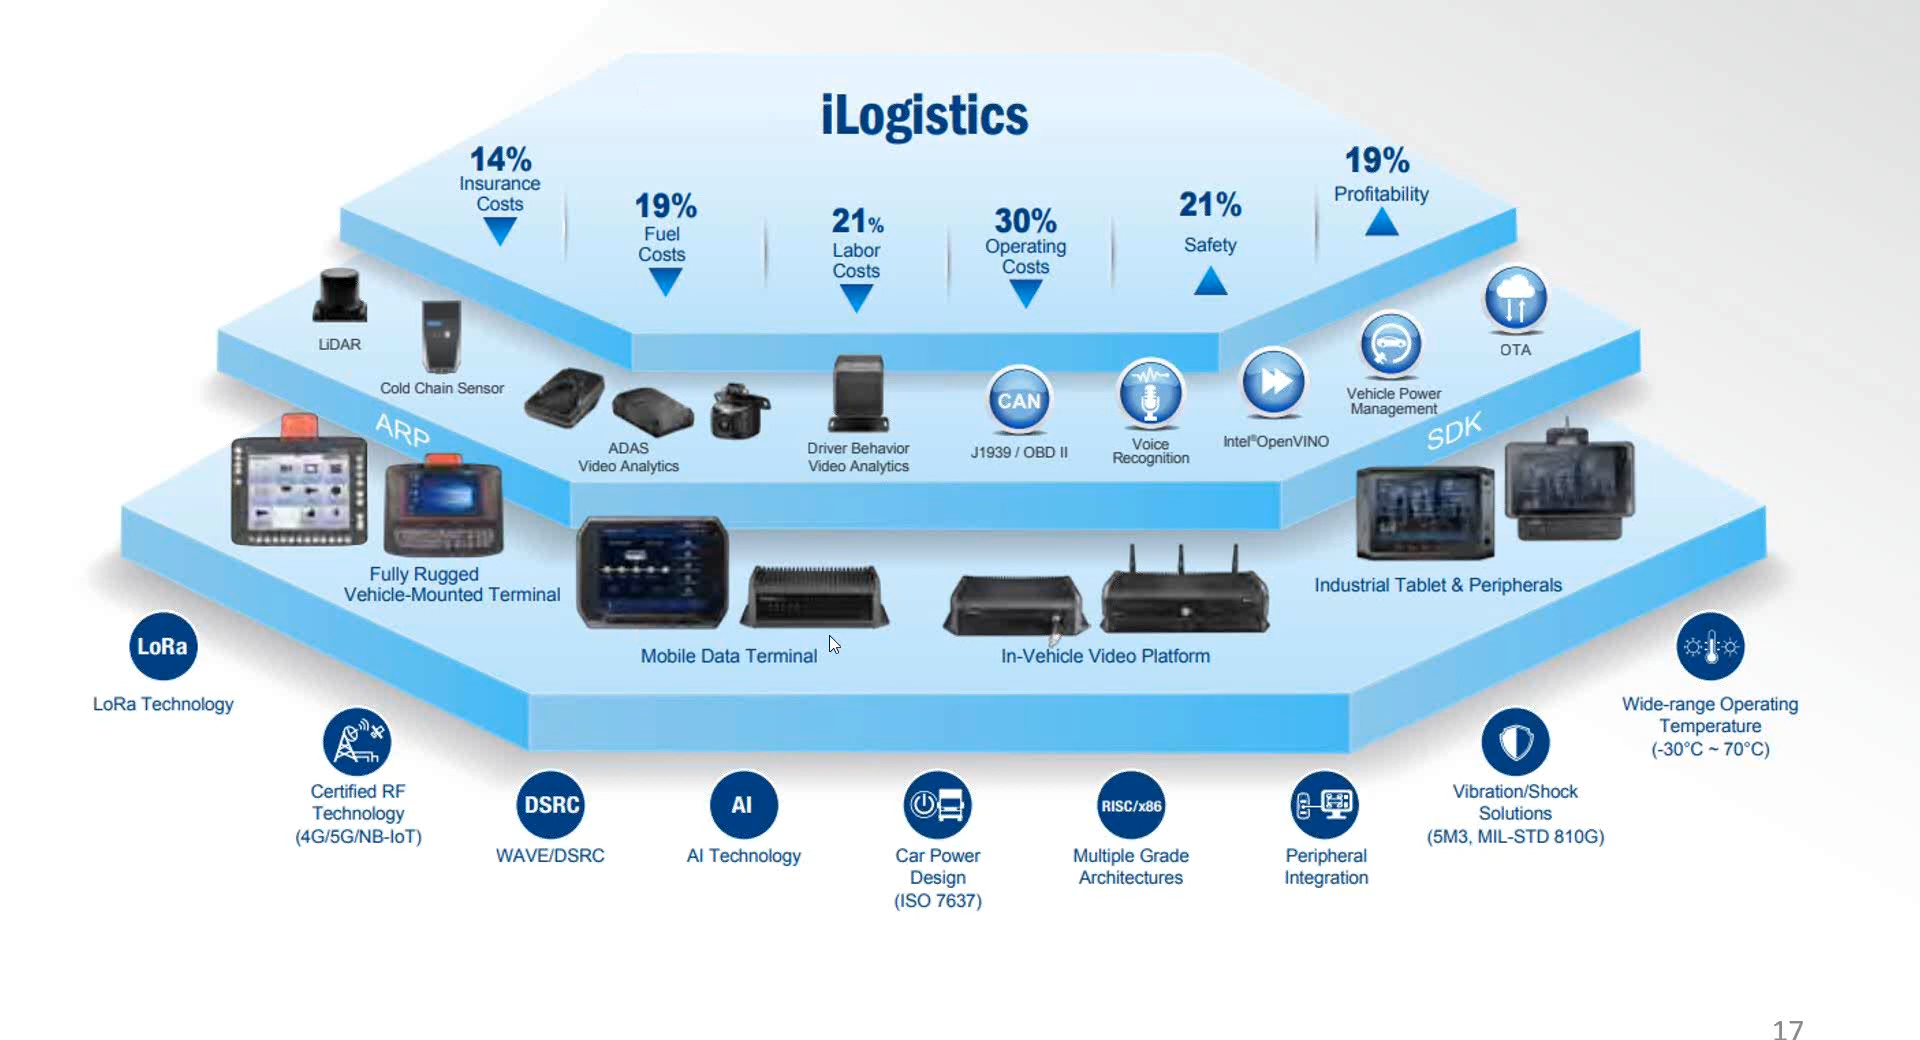 iLogistics
14%
Insurance
Costs
19%
Fuel
Costs
21%
Labor
Costs
30%
Operating
Costs
21%
Safety
19%
Profitability
LiDAR
Cold Chain Sensor
ADAS
Video Analytics
Driver Behavior
Video Analytics
CAN
J1939 / OBD II
Voice
Recognition
Intel®OpenVINO
Vehicle Power
Management
OTA
ARP
SDK
Fully Rugged
Vehicle-Mounted Terminal
Mobile Data Terminal
In-Vehicle Video Platform
Industrial Tablet & Peripherals
LoRa
LoRa Technology
Certified RF
Technology
(4G/5G/NB-IoT)
DSRC
WAVE/DSRC
AI
AI Technology
Car Power
Design
(ISO 7637)
RISC/x86
Multiple Grade
Architectures
Peripheral
Integration
Vibration/Shock
Solutions
(5M3, MIL-STD 810G)
Wide-range Operating
Temperature
(-30°C ~ 70°C)
17